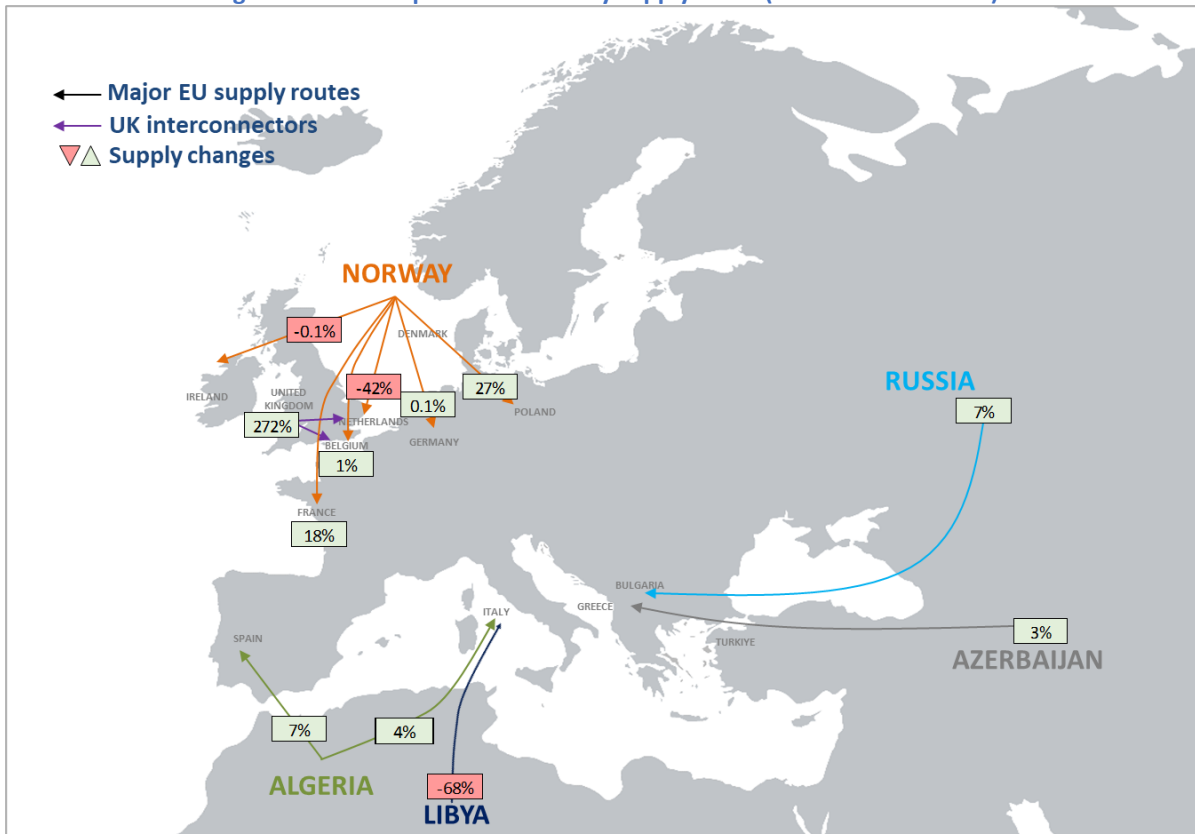 Major EU supply routes
UK interconnectors
Supply changes
NORWAY
-0.1%
DENMARK
RUSSIA
-42%
27%
7%
IRELAND
UNITED
KINGDOM
0.1%
POLAND
272%
NETHERLANDS
GERMANY
BELGIUM
1%
FRANCE
18%
BULGARIA
GREECE
ITALY
SPAIN
TURKIYE
3%
AZERBAIJAN
7%
4%
ALGERIA
-68%
LIBYA